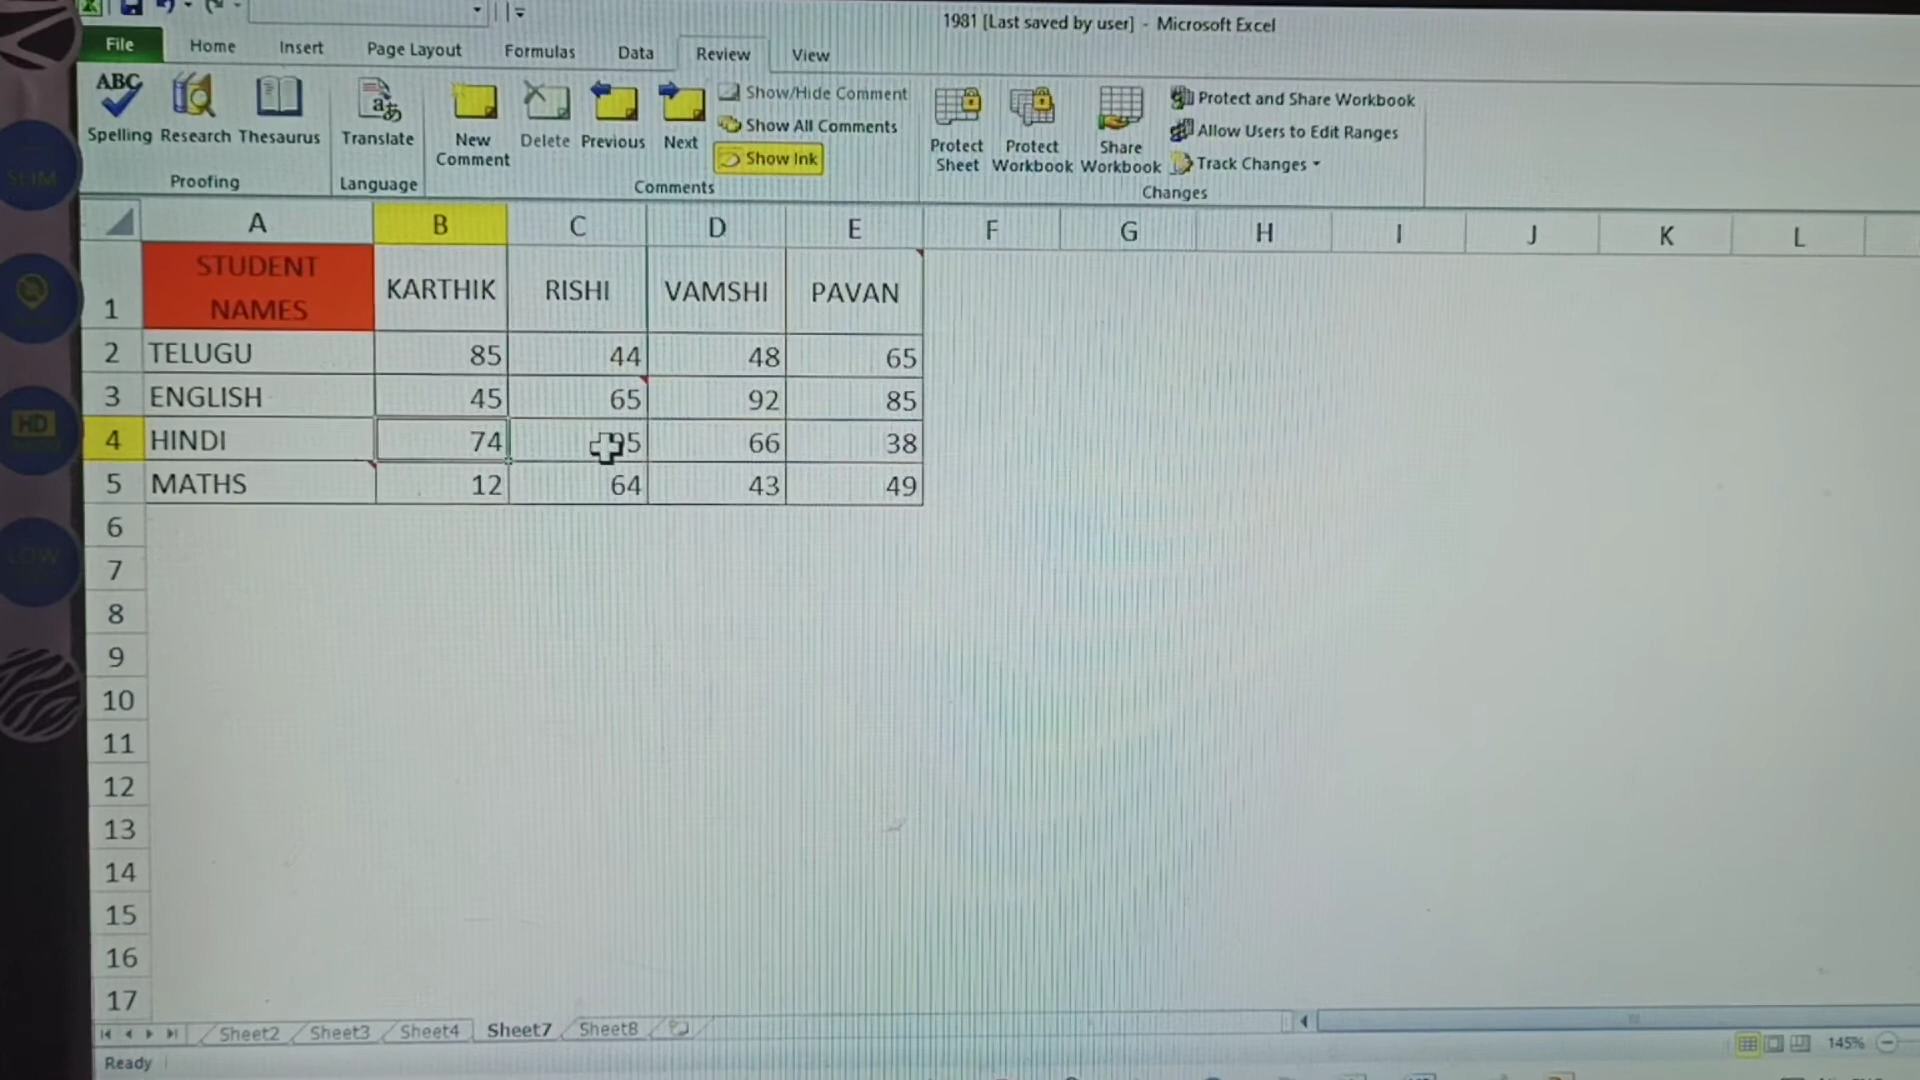 1981 [Last saved by user] - Microsoft Excel
File Home Insert Page Layout Formulas Data Review View
ABC
Spelling Research Thesaurus
Proofing
Translate
Language
New Comment
Delete Previous Next
Show/Hide Comment
Show All Comments
Show Ink
Comments
Protect Sheet
Protect Workbook
Share Workbook
Protect and Share Workbook
Allow Users to Edit Ranges
Track Changes
Changes
A B C D E F G H I J K L
1 STUDENT NAMES KARTHIK RISHI VAMSHI PAVAN
2 TELUGU 85 44 48 65
3 ENGLISH 45 65 92 85
4 HINDI 74 66 38
5 MATHS 12 64 43 49
6
7
8
9
10
11
12
13
14
15
16
17
Sheet2 Sheet3 Sheet4 Sheet7 Sheet8
Ready
145%
SLIM
HD
LOW